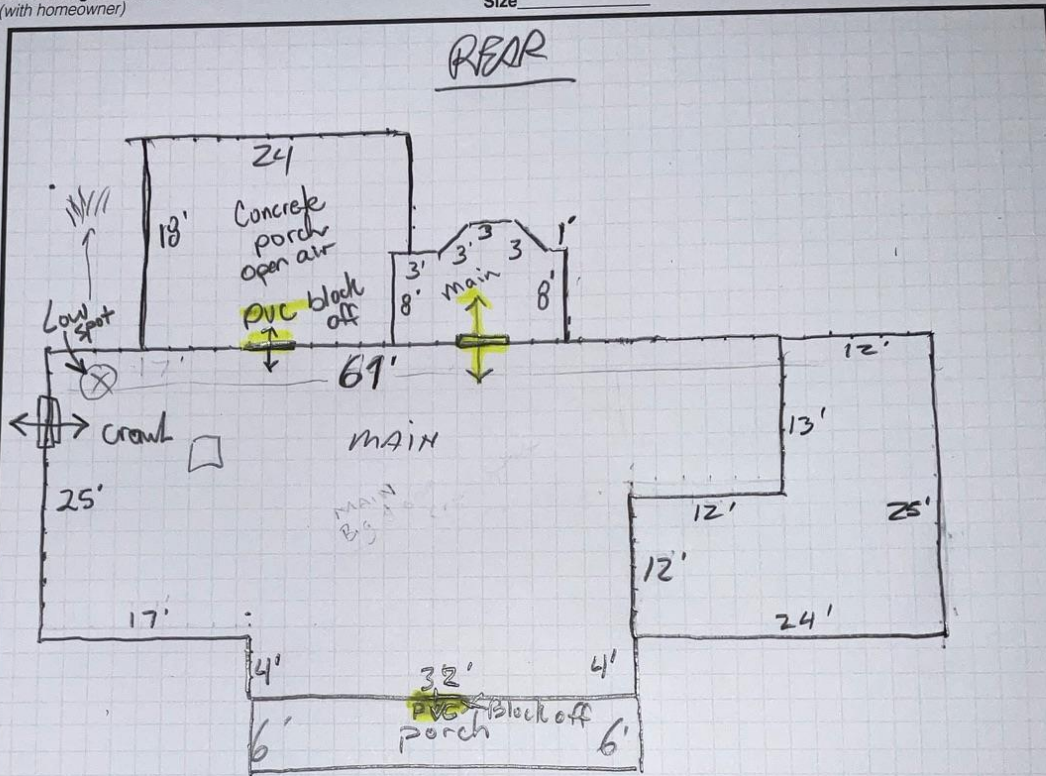 (with homeowner)
Size
REAR
24
18'
Concrete
porch
open air
PVC block
off
3'
3'
3
3
1'
8'
main
8'
Low
spot
17'
61'
12'
crawl
MAIN
13'
25'
MAIN
12'
25'
12'
17'
24'
4'
32'
4'
PVC Block off
porch
6'
6'